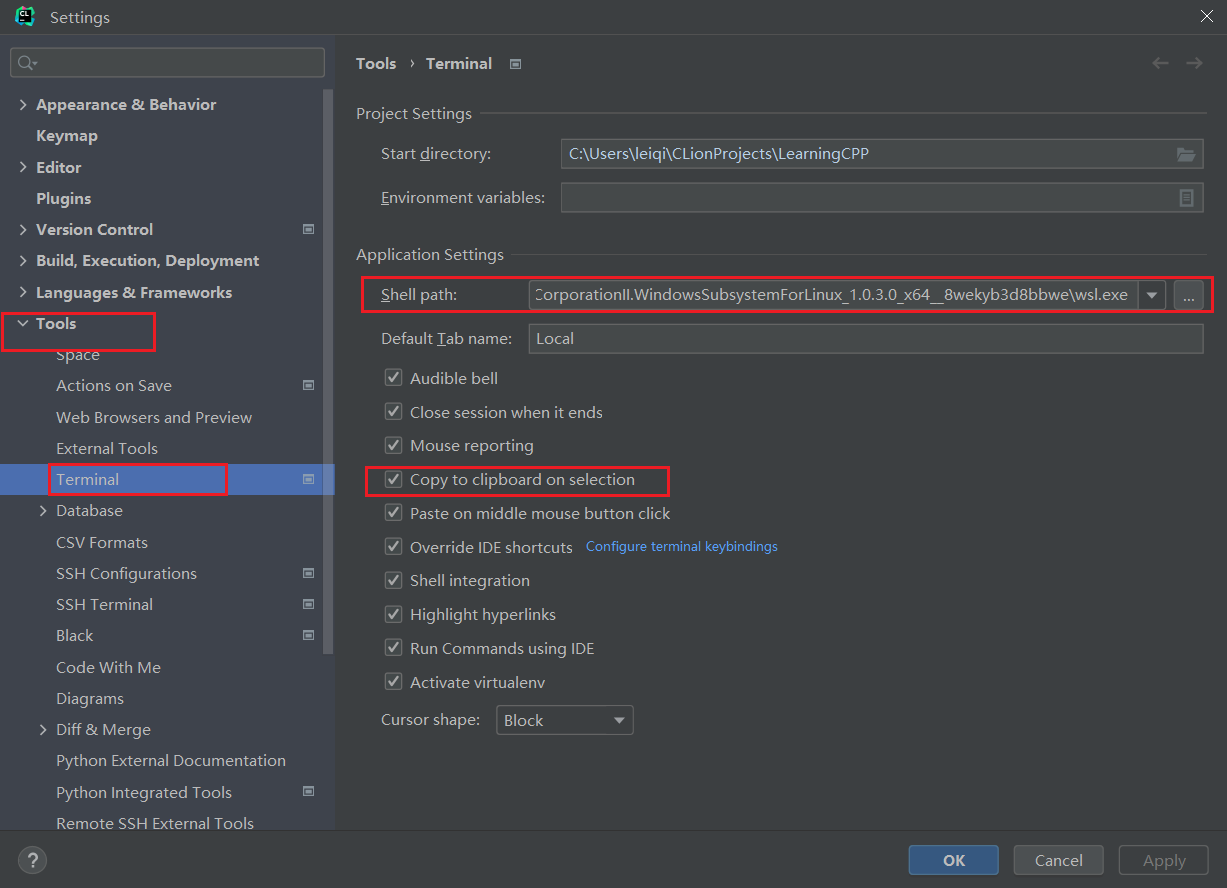 CL
Settings
Appearance & Behavior
Keymap
Editor
Plugins
Version Control
Build, Execution, Deployment
Languages & Frameworks
Tools
Space
Actions on Save
Web Browsers and Preview
External Tools
Terminal
Database
CSV Formats
SSH Configurations
SSH Terminal
Black
Code With Me
Diagrams
Diff & Merge
Python External Documentation
Python Integrated Tools
Remote SSH External Tools
Tools › Terminal
Project Settings
Start directory: C:\Users\leiqi\CLionProjects\LearningCPP
Environment variables:
Application Settings
Shell path: CorporationII.WindowsSubsystemForLinux_1.0.3.0_x64__8wekyb3d8bbwe\wsl.exe ...
Default Tab name: Local
Audible bell
Close session when it ends
Mouse reporting
Copy to clipboard on selection
Paste on middle mouse button click
Override IDE shortcuts Configure terminal keybindings
Shell integration
Highlight hyperlinks
Run Commands using IDE
Activate virtualenv
Cursor shape: Block
? OK Cancel Apply